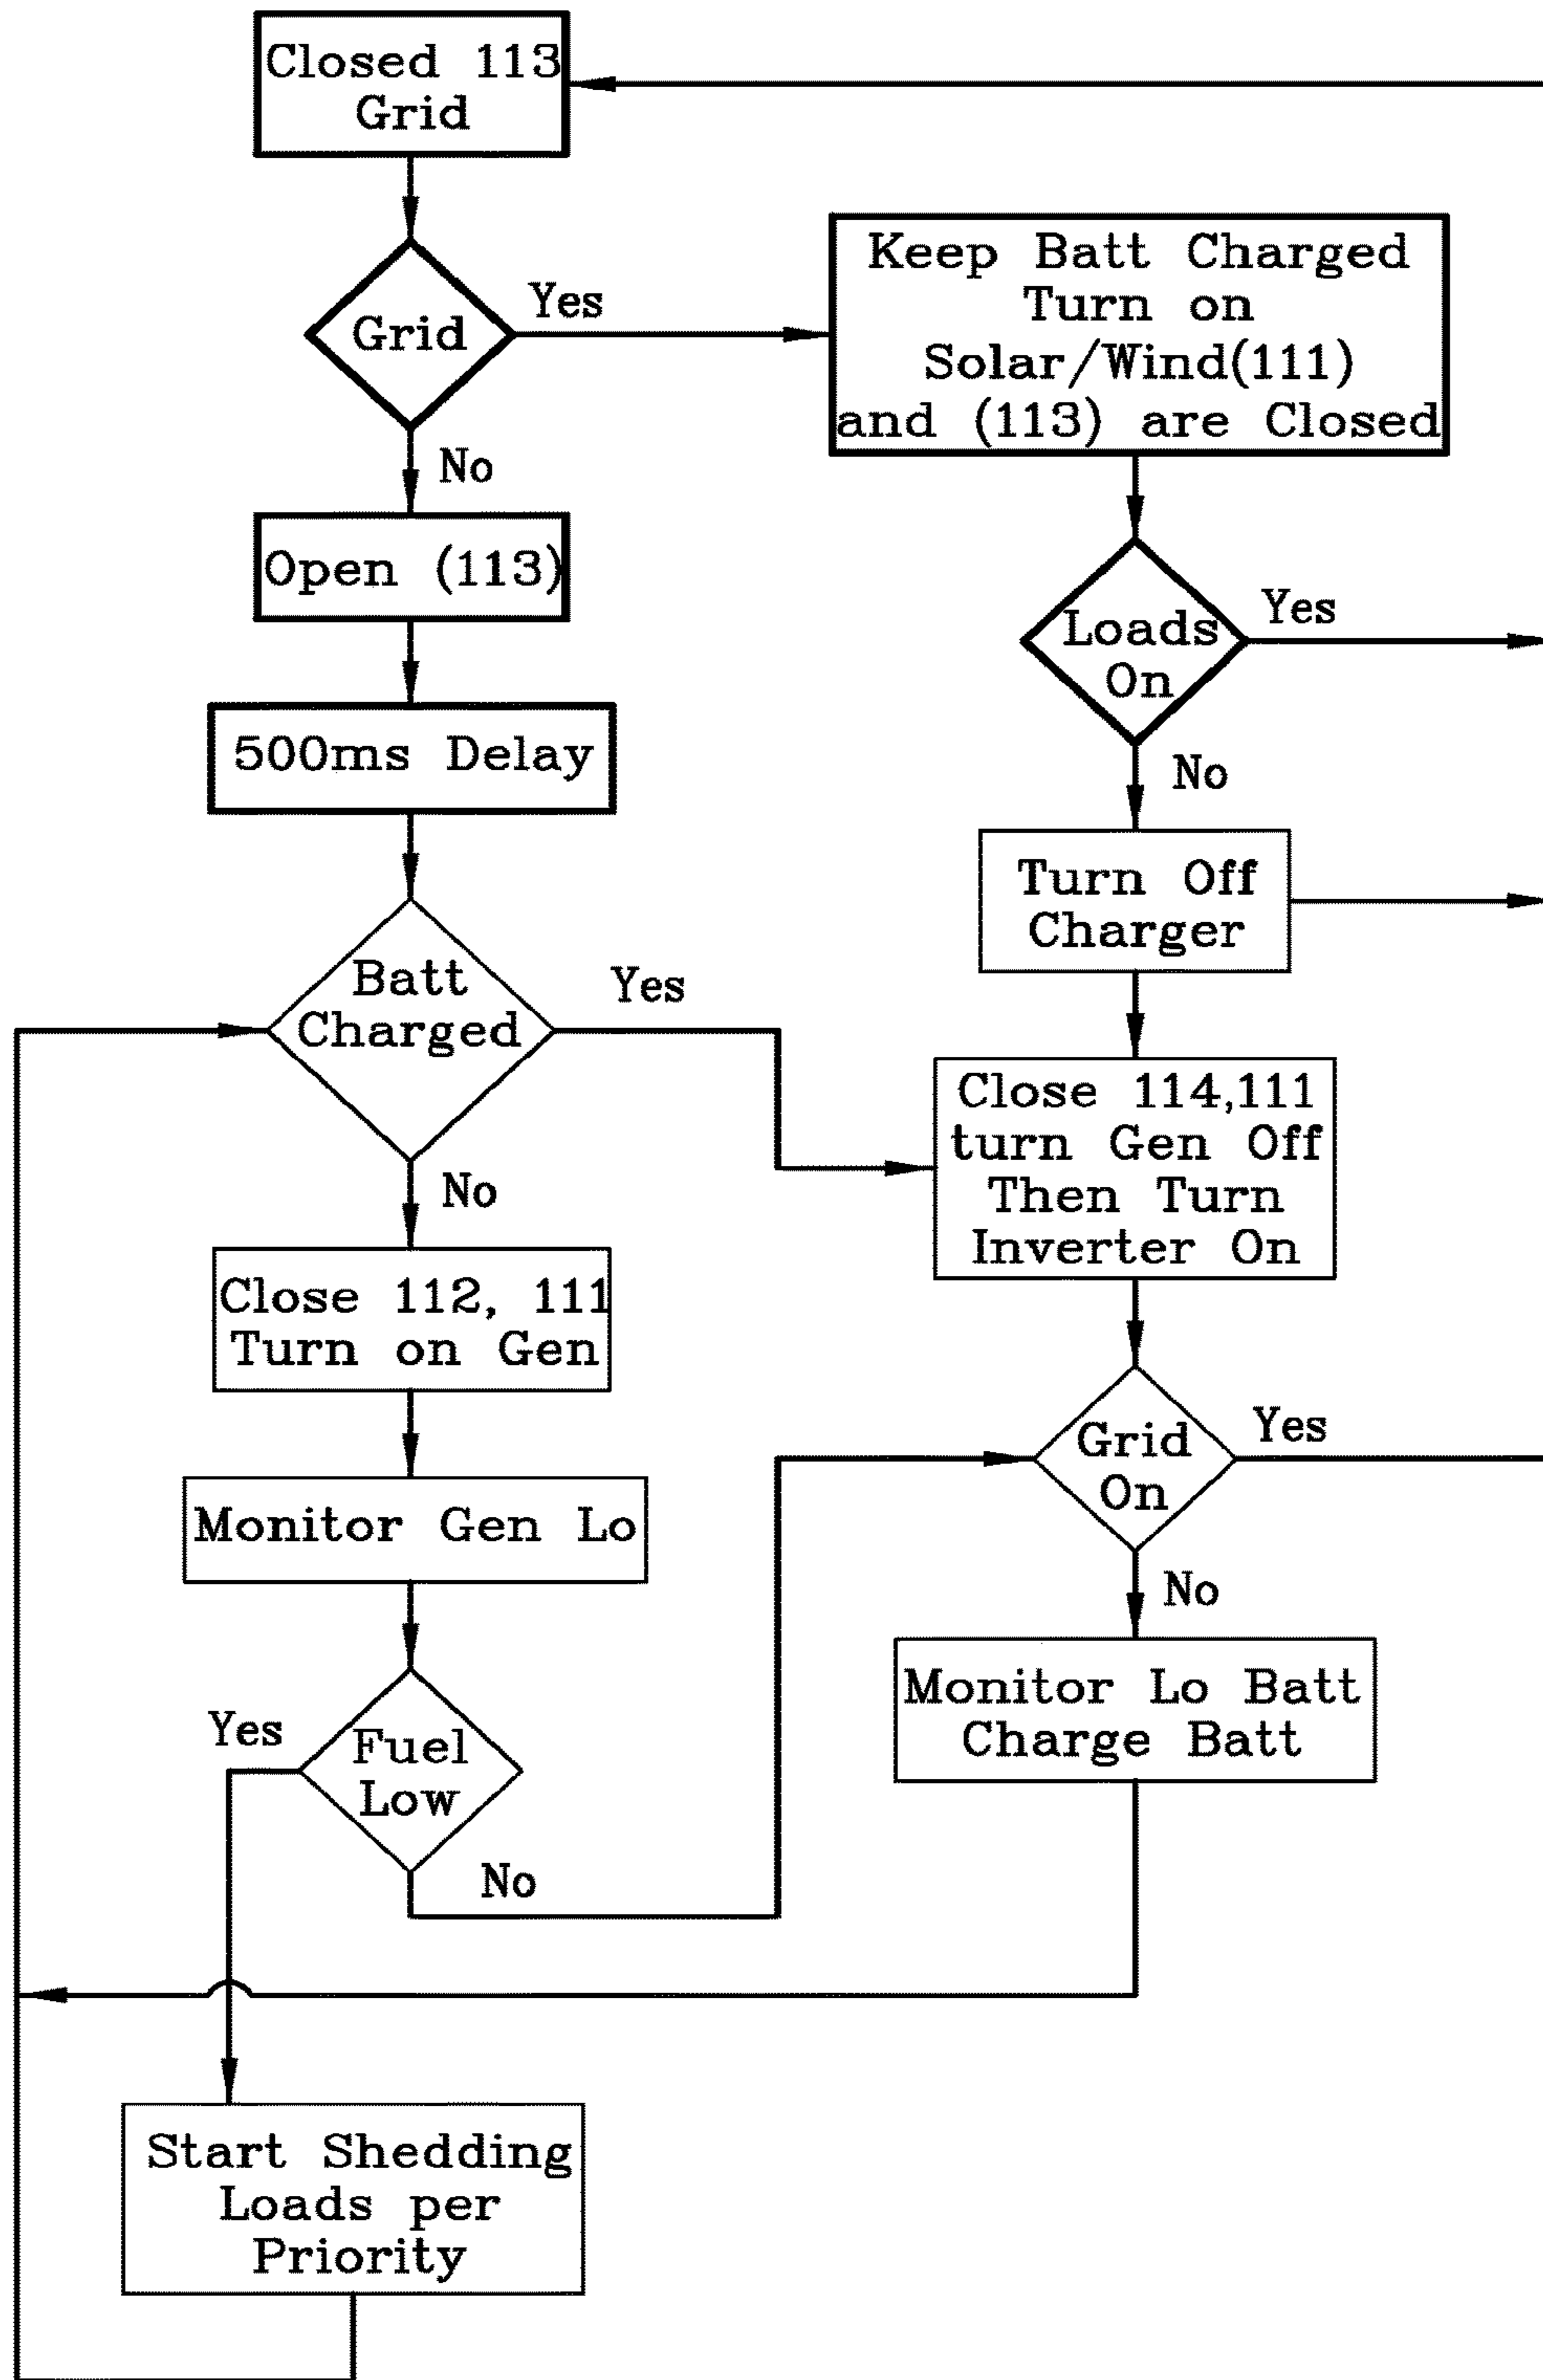 Closed 113
Grid
Grid
Yes
No
Keep Batt Charged
Turn on
Solar/Wind(111)
and (113) are Closed
Open (113)
Loads
On
Yes
No
500ms Delay
Turn Off
Charger
Batt
Charged
Yes
No
Close 114,111
turn Gen Off
Then Turn
Inverter On
Close 112, 111
Turn on Gen
Grid
On
Yes
No
Monitor Gen Lo
Monitor Lo Batt
Charge Batt
Fuel
Low
Yes
No
Start Shedding
Loads per
Priority